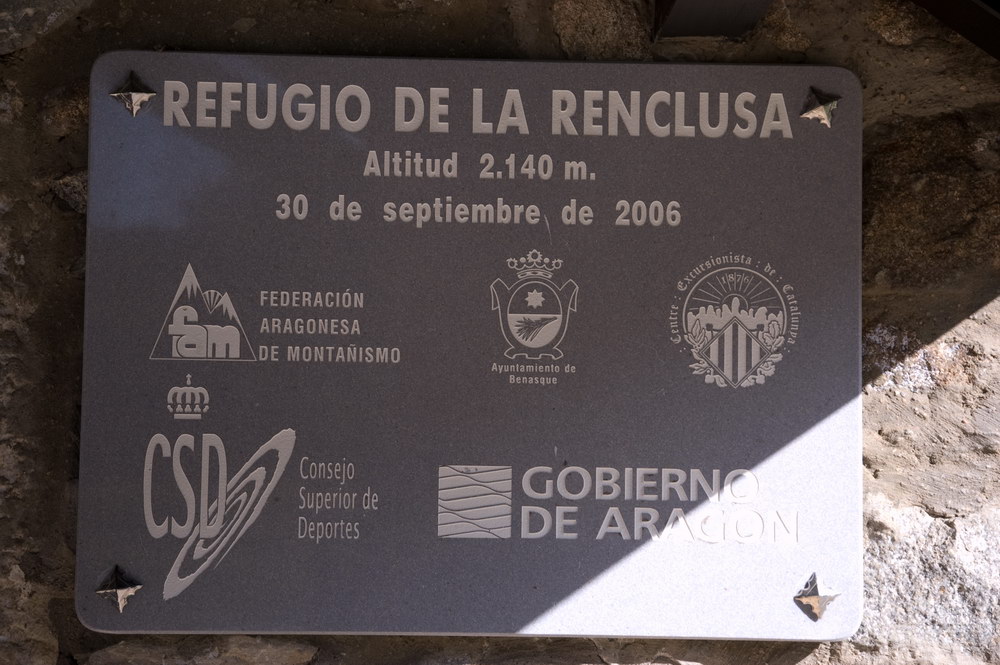 REFUGIO DE LA RENCLUSA
Altitud 2.140 m.
30 de septiembre de 2006
fam
FEDERACIÓN
ARAGONESA
DE MONTAÑISMO
Ayuntamiento de
Benasque
Centre · Excursionista · de · Catalunya
1876
CSD
Consejo
Superior de
Deportes
GOBIERNO
DE ARAGON